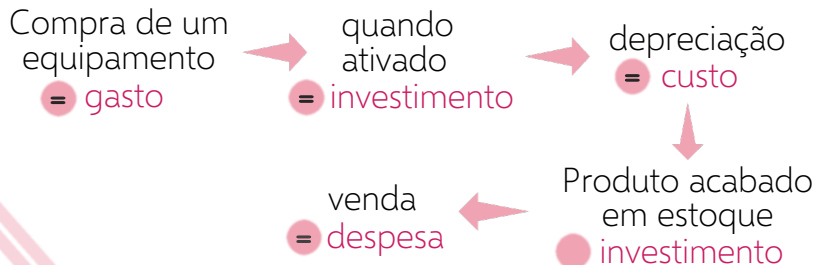 Compra de um
equipamento
= gasto
quando
ativado
= investimento
depreciação
= custo
Produto acabado
em estoque
investimento
venda
= despesa